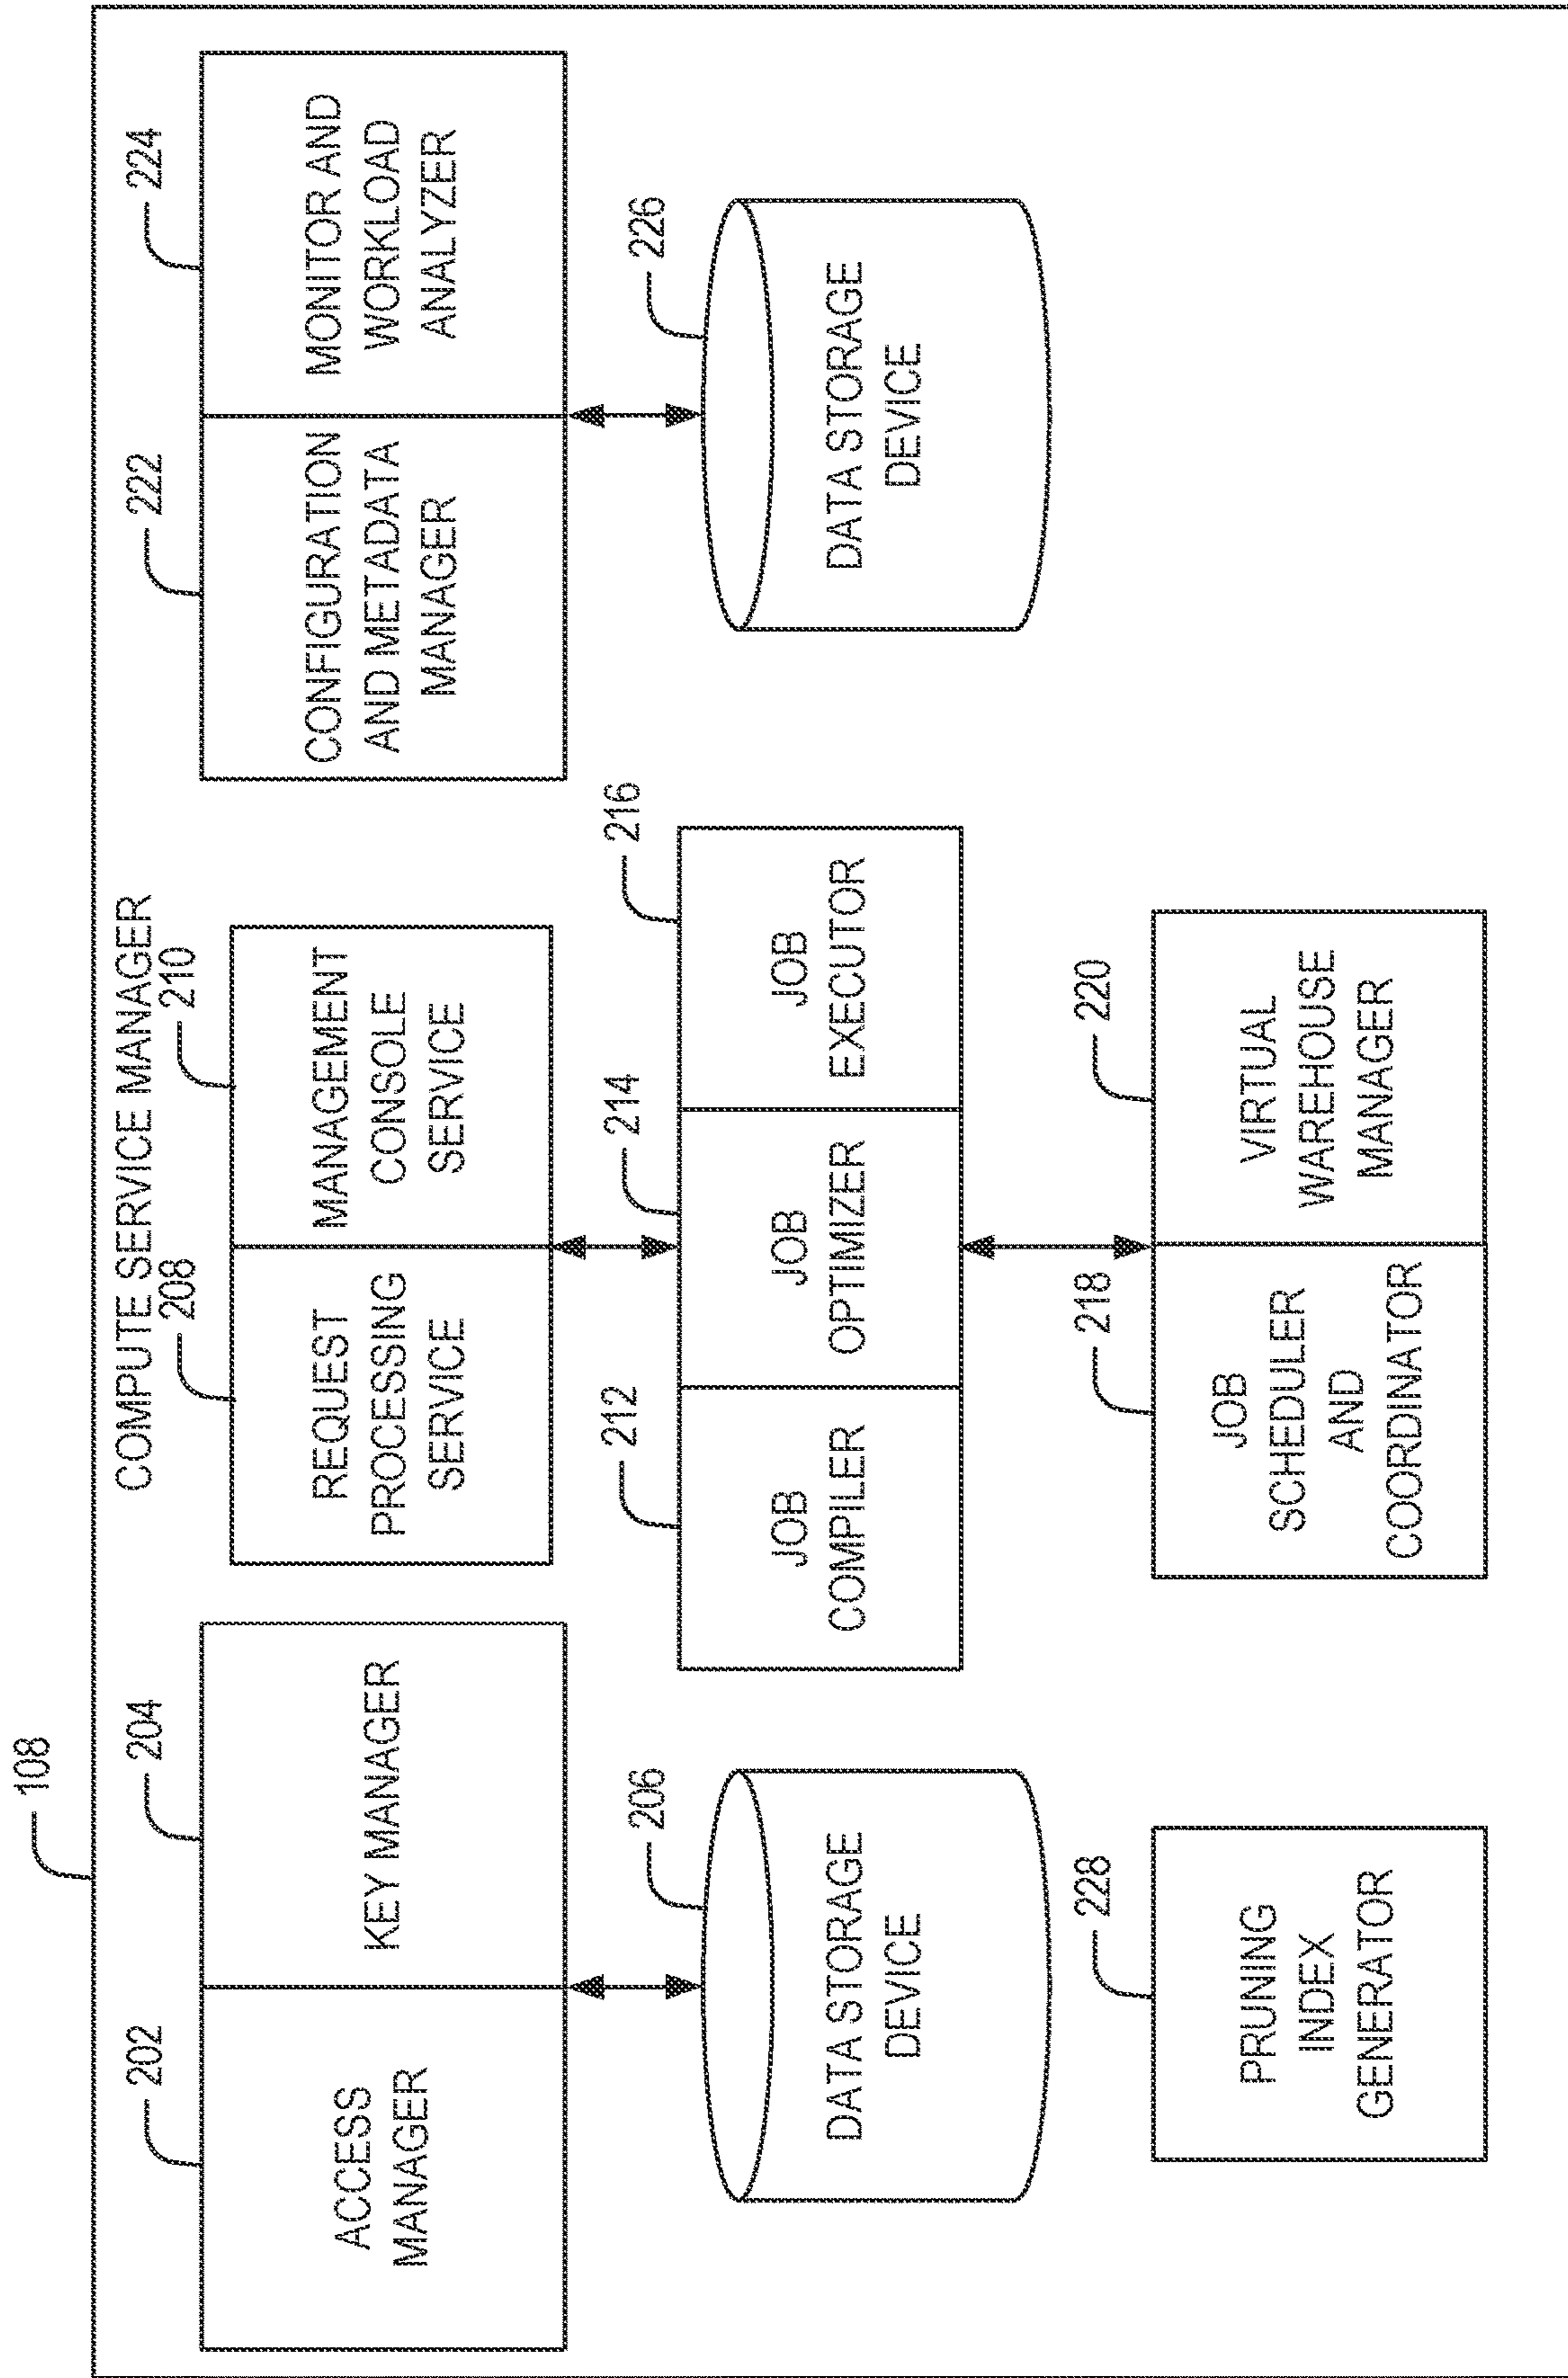 108
COMPUTE SERVICE MANAGER
202
204
ACCESS
MANAGER
KEY MANAGER
206
DATA STORAGE
DEVICE
228
PRUNING
INDEX
GENERATOR
208
210
REQUEST
PROCESSING
SERVICE
MANAGEMENT
CONSOLE
SERVICE
212
214
216
JOB
COMPILER
JOB
OPTIMIZER
JOB
EXECUTOR
218
220
JOB
SCHEDULER
AND
COORDINATOR
VIRTUAL
WAREHOUSE
MANAGER
222
224
CONFIGURATION
AND METADATA
MANAGER
MONITOR AND
WORKLOAD
ANALYZER
226
DATA STORAGE
DEVICE